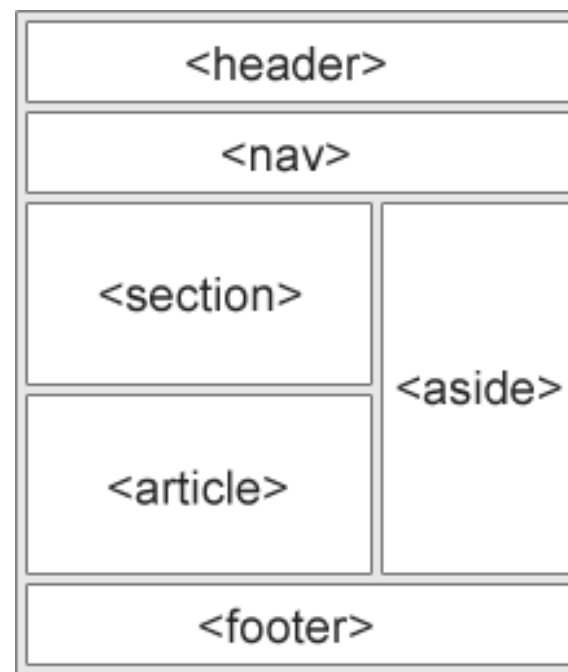 <header>
<nav>
<section>
<aside>
<article>
<footer>